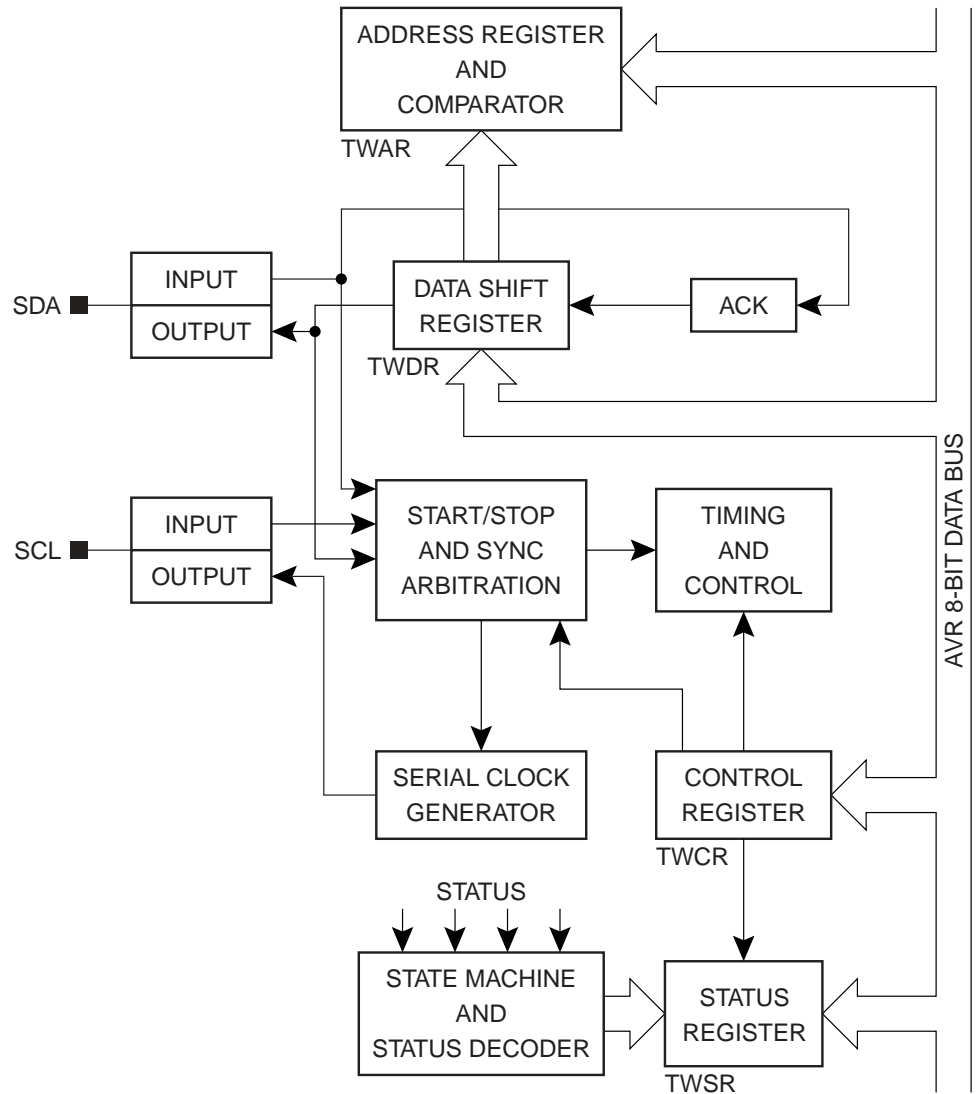 ADDRESS REGISTER
AND
COMPARATOR
TWAR
SDA
INPUT
OUTPUT
DATA SHIFT
REGISTER
TWDR
ACK
SCL
INPUT
OUTPUT
START/STOP
AND SYNC
ARBITRATION
TIMING
AND
CONTROL
AVR 8-BIT DATA BUS
SERIAL CLOCK
GENERATOR
CONTROL
REGISTER
TWCR
STATUS
STATE MACHINE
AND
STATUS DECODER
STATUS
REGISTER
TWSR